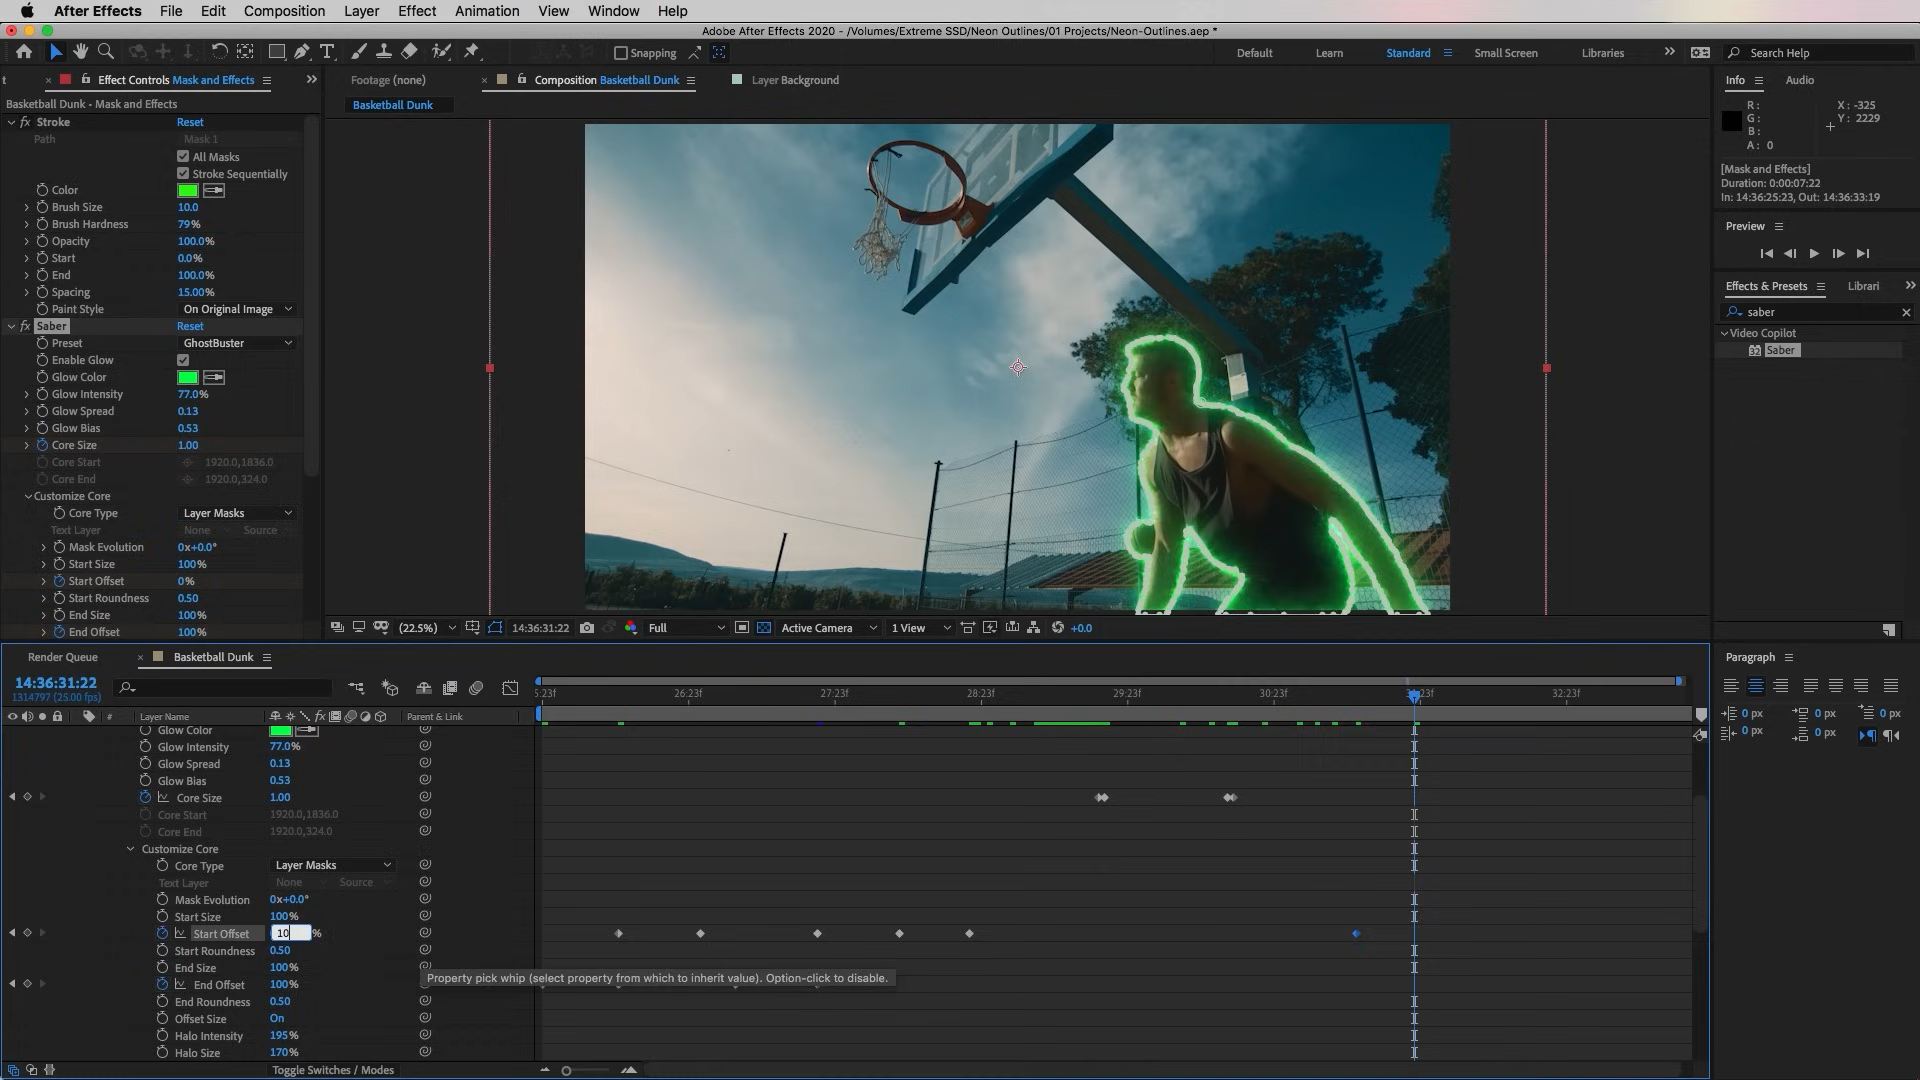 After Effects File Edit Composition Layer Effect Animation View Window Help
Adobe After Effects 2020 - /Volumes/Extreme SSD/Neon Outlines/01 Projects/Neon-Outlines.aep *
Snapping Default Learn Standard Small Screen Libraries Search Help
t Effect Controls Mask and Effects
Basketball Dunk - Mask and Effects
fx Stroke Reset
Path Mask 1
All Masks
Stroke Sequentially
Color
Brush Size 10.0
Brush Hardness 79%
Opacity 100.0%
Start 0.0%
End 100.0%
Spacing 15.00%
Paint Style On Original Image
fx Saber Reset
Preset GhostBuster
Enable Glow
Glow Color
Glow Intensity 77.0%
Glow Spread 0.13
Glow Bias 0.53
Core Size 1.00
Core Start 1920.0,1836.0
Core End 1920.0,324.0
Customize Core
Core Type Layer Masks
Text Layer None Source
Mask Evolution 0x+0.0°
Start Size 100%
Start Offset 0%
Start Roundness 0.50
End Size 100%
End Offset 100%
Footage (none) Composition Basketball Dunk Layer Background
Basketball Dunk
(22.5%) 14:36:31:22 Full Active Camera 1 View +0.0
Info Audio
R: X: -325
G: Y: 2229
B:
A: 0
[Mask and Effects]
Duration: 0:00:07:22
In: 14:36:25:23, Out: 14:36:33:19
Preview
Effects & Presets Librari
saber
Video Copilot
32 Saber
Render Queue Basketball Dunk
14:36:31:22
1314797 (25.00 fps)
5:23f 26:23f 27:23f 28:23f 29:23f 30:23f 32:23f
# Layer Name fx Parent & Link
Glow Color
Glow Intensity 77.0%
Glow Spread 0.13
Glow Bias 0.53
Core Size 1.00
Core Start 1920.0,1836.0
Core End 1920.0,324.0
Customize Core
Core Type Layer Masks
Text Layer None Source
Mask Evolution 0x+0.0°
Start Size 100%
Start Offset 10 %
Start Roundness 0.50
End Size 100%
Property pick whip (select property from which to inherit value). Option-click to disable.
End Offset 100%
End Roundness 0.50
Offset Size On
Halo Intensity 195%
Halo Size 170%
Toggle Switches / Modes
Paragraph
0 px 0 px 0 px
0 px 0 px